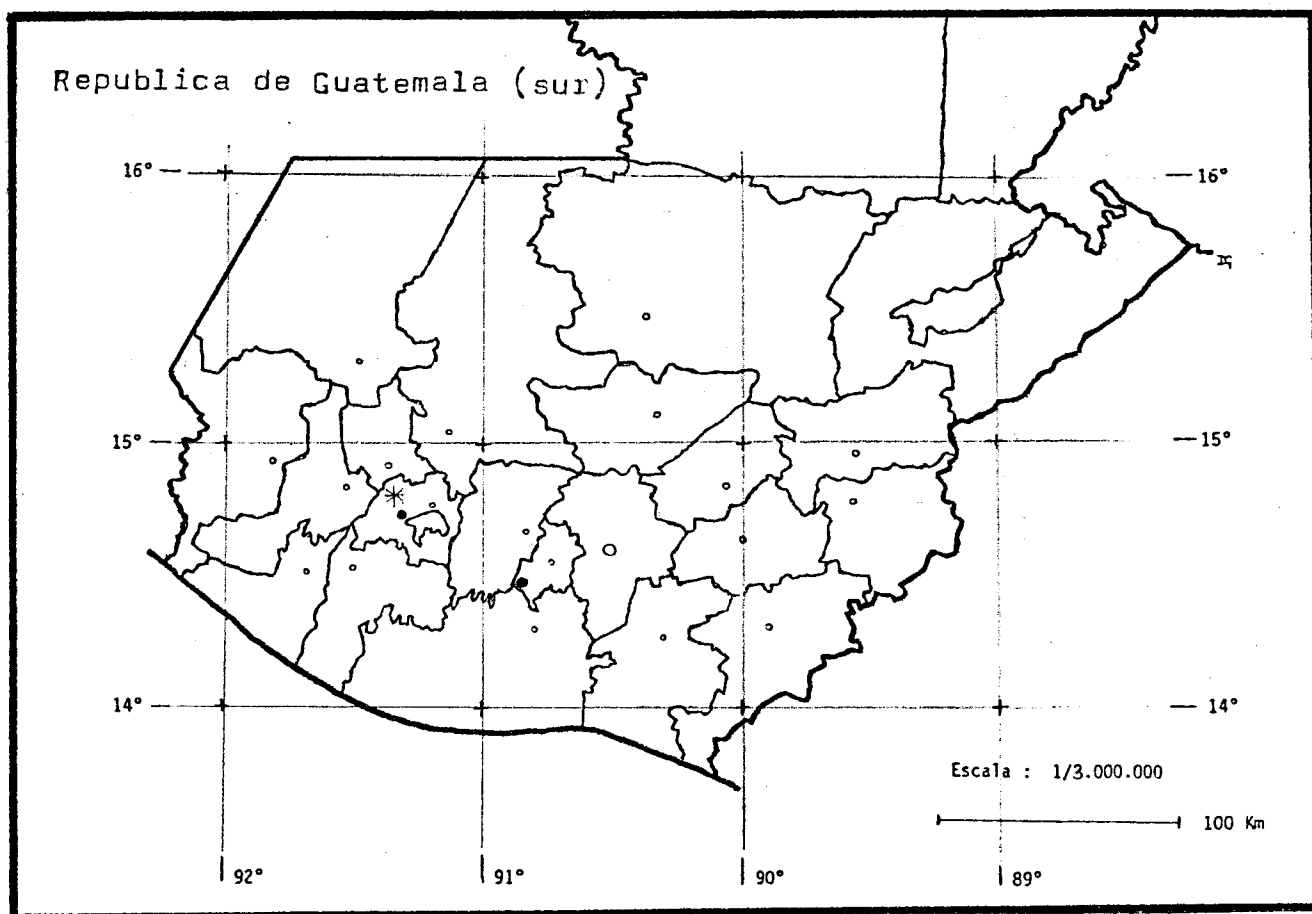 Republica de Guatemala (sur)
16° 16°
15° 15°
14° 14°
Escala : 1/3.000.000
100 Km
92° 91° 90° 89°